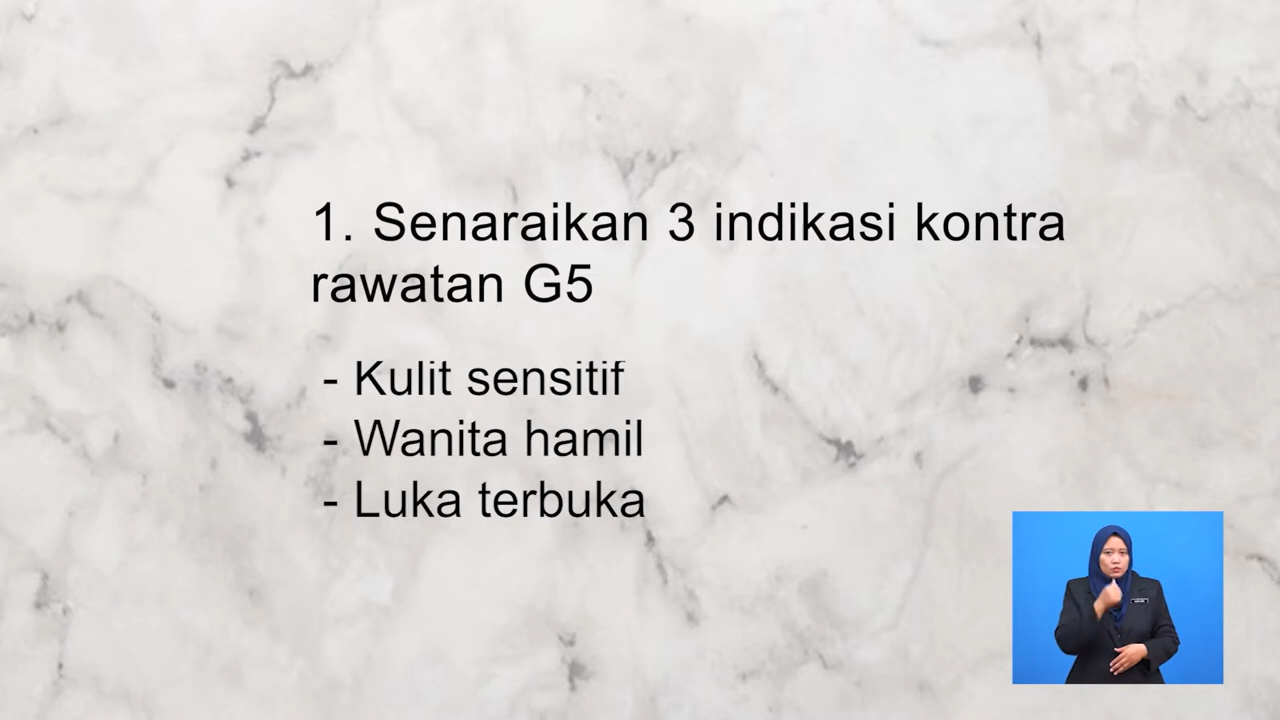 1. Senaraikan 3 indikasi kontra
rawatan G5
- Kulit sensitif
- Wanita hamil
- Luka terbuka